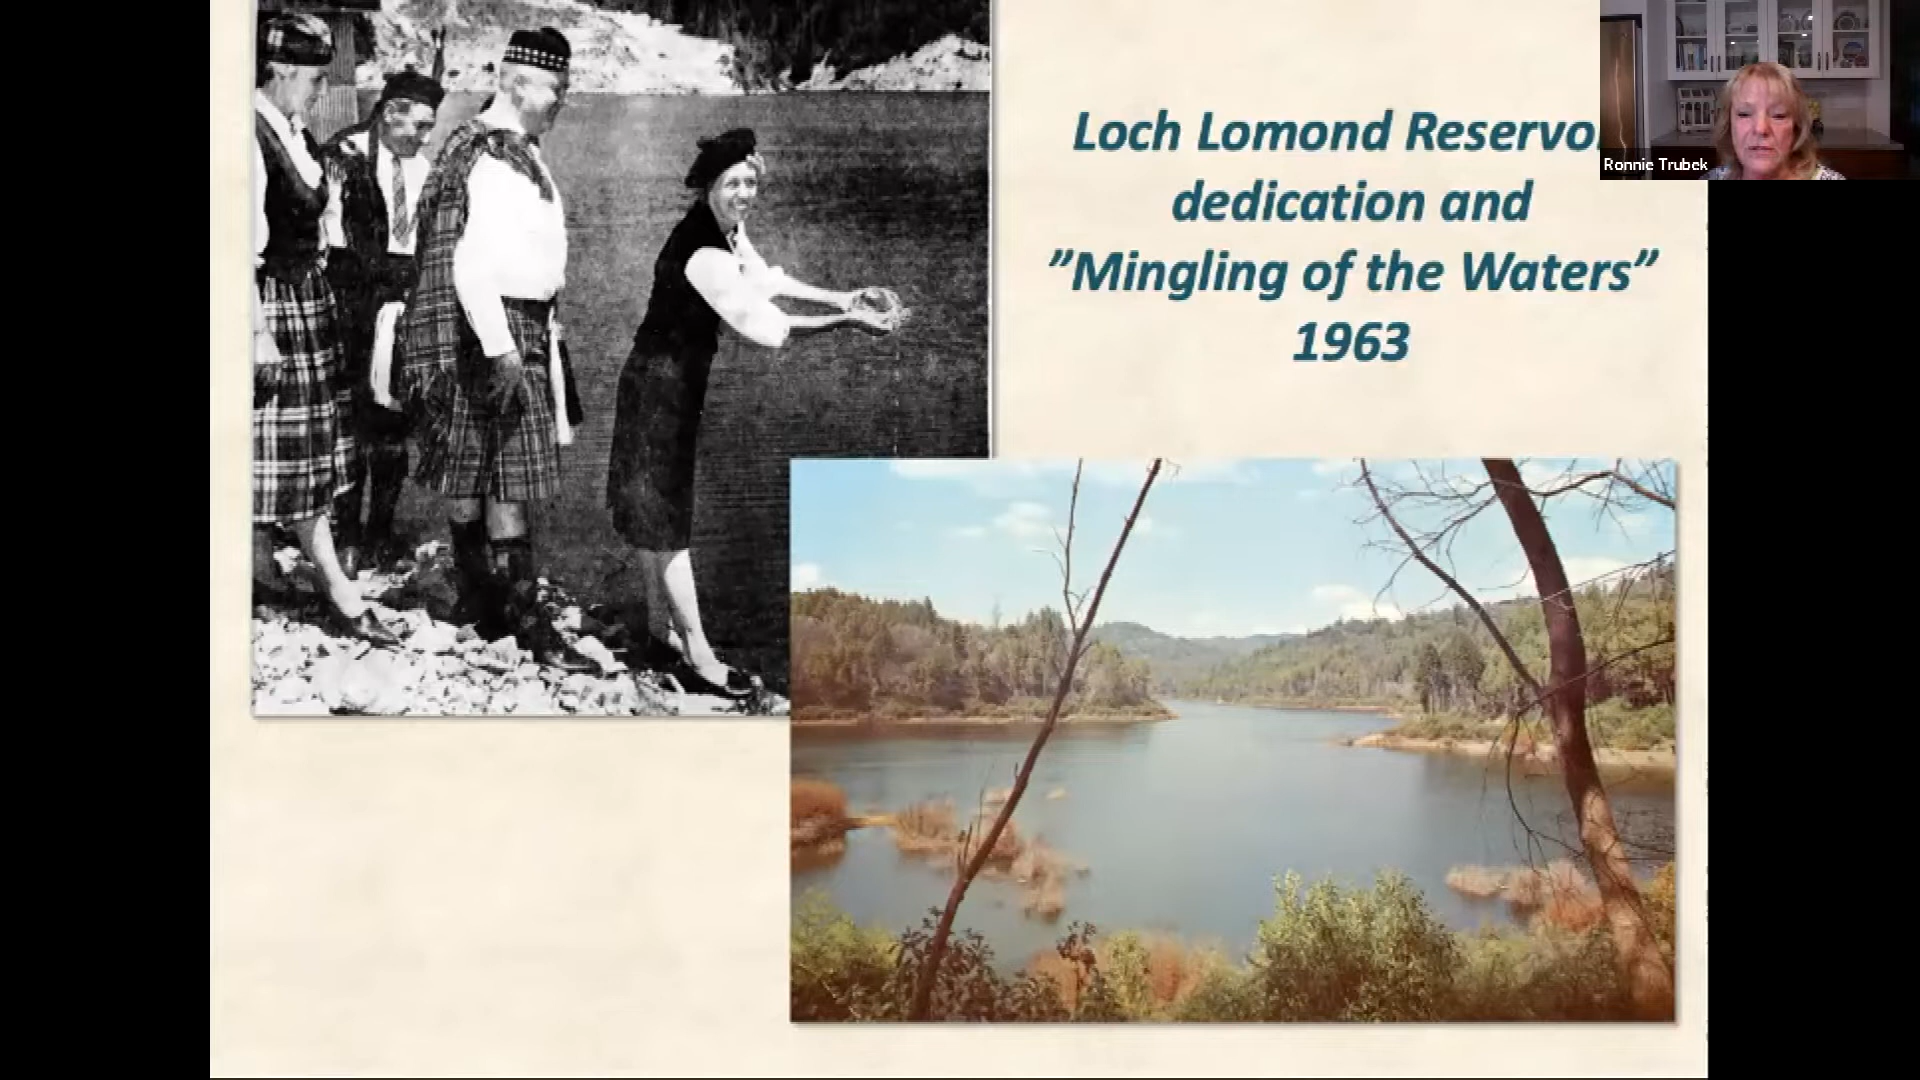 Loch Lomond Reservo
dedication and
”Mingling of the Waters”
1963
Ronnie Trubek